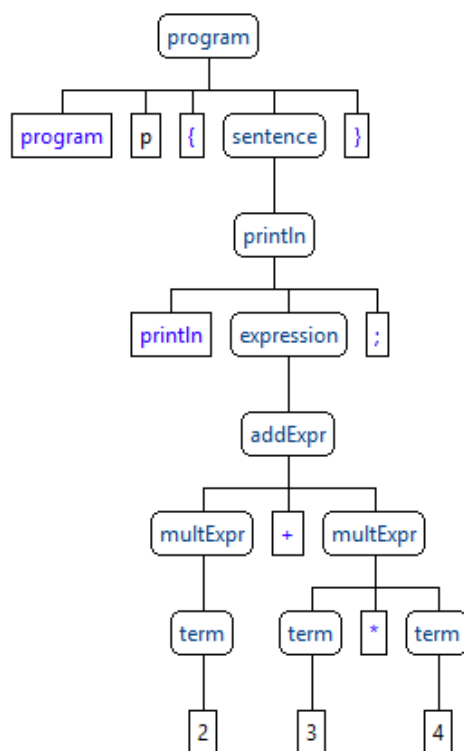 program
program p { sentence }
println
println expression ;
addExpr
multExpr + multExpr
term term * term
2 3 4